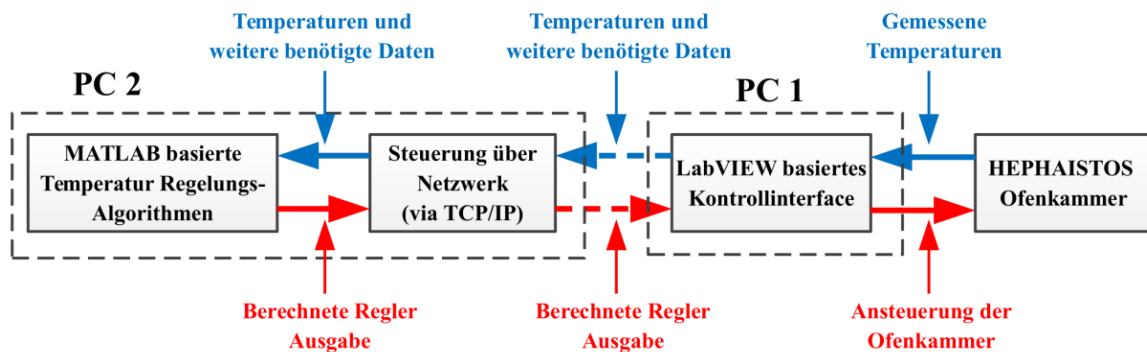 Temperaturen und
weitere benötigte Daten
Temperaturen und
weitere benötigte Daten
Gemessene
Temperaturen
PC 2
PC 1
MATLAB basierte
Temperatur Regelungs-
Algorithmen
Steuerung über
Netzwerk
(via TCP/IP)
LabVIEW basiertes
Kontrollinterface
HEPHAISTOS
Ofenkammer
Berechnete Regler
Ausgabe
Berechnete Regler
Ausgabe
Ansteuerung der
Ofenkammer